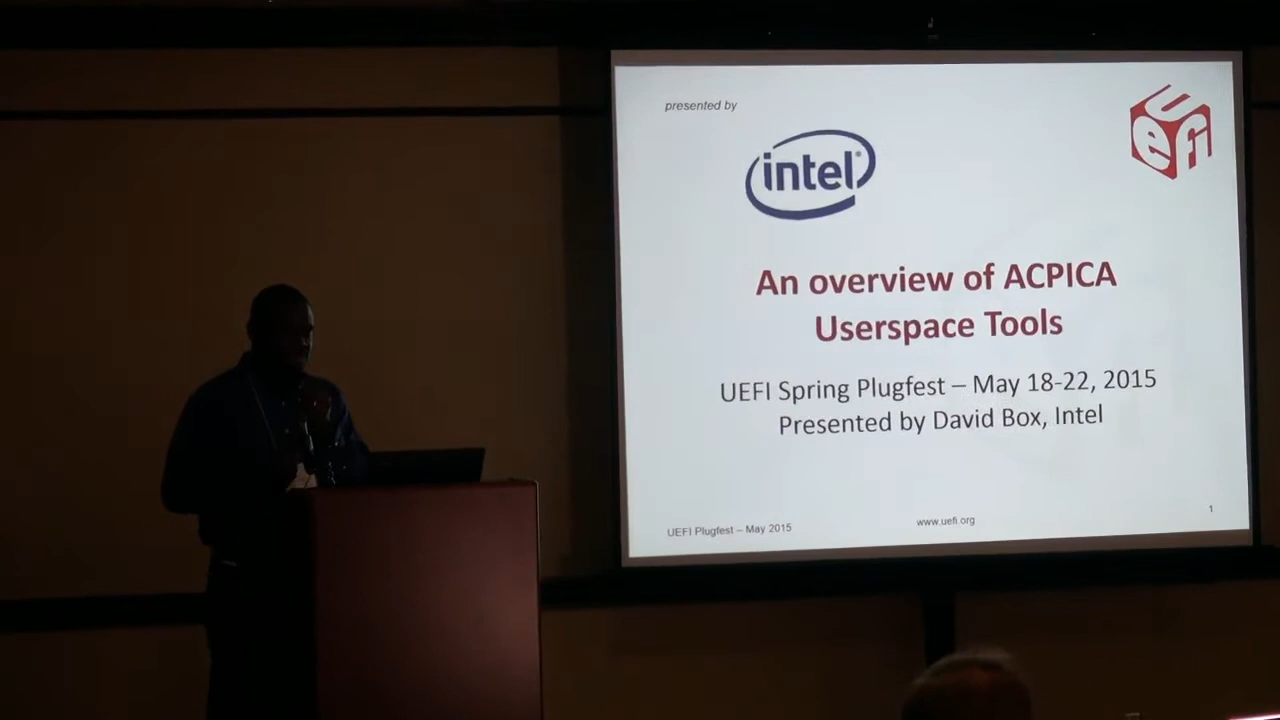 presented by
intel®
UEFI
An overview of ACPICA
Userspace Tools
UEFI Spring Plugfest – May 18-22, 2015
Presented by David Box, Intel
UEFI Plugfest – May 2015
www.uefi.org
1